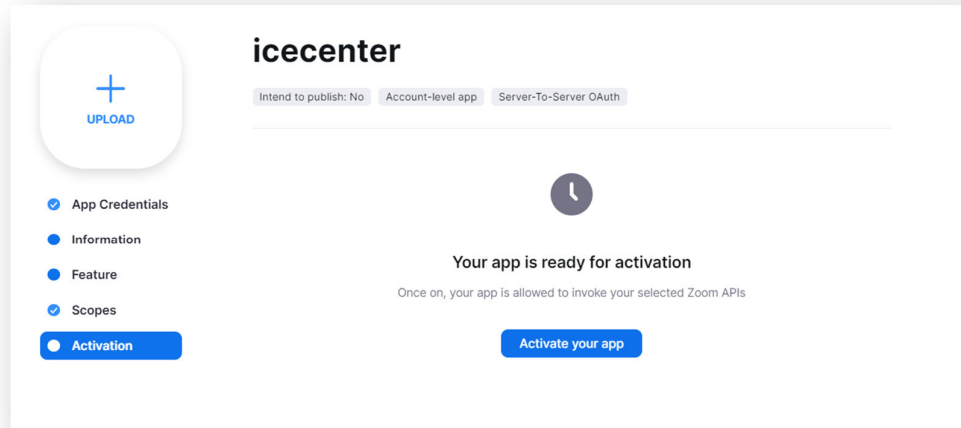 icecenter
UPLOAD
Intend to publish: No Account-level app Server-To-Server OAuth
App Credentials
Information
Feature
Scopes
Activation
Your app is ready for activation
Once on, your app is allowed to invoke your selected Zoom APIs
Activate your app